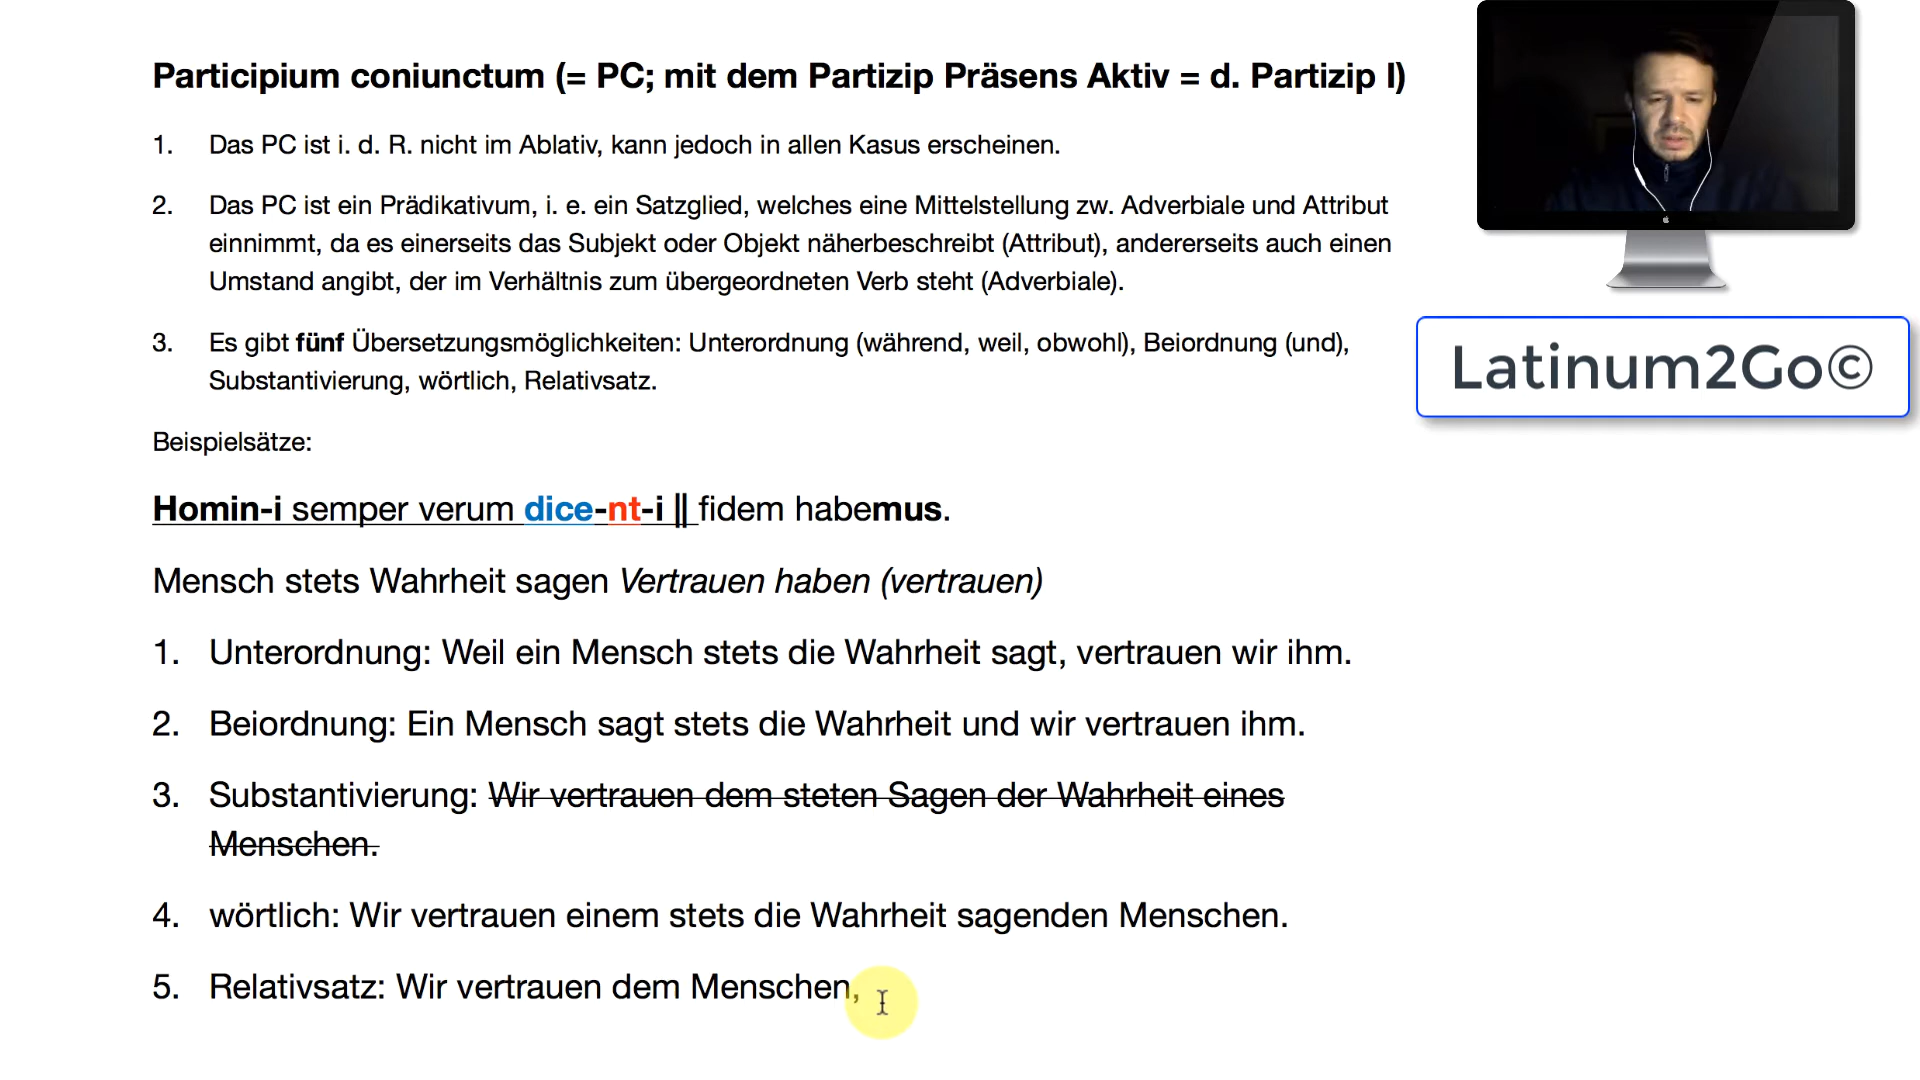 Participium coniunctum (= PC; mit dem Partizip Präsens Aktiv = d. Partizip I)
1. Das PC ist i. d. R. nicht im Ablativ, kann jedoch in allen Kasus erscheinen.
2. Das PC ist ein Prädikativum, i. e. ein Satzglied, welches eine Mittelstellung zw. Adverbiale und Attribut
einnimmt, da es einerseits das Subjekt oder Objekt näherbeschreibt (Attribut), andererseits auch einen
Umstand angibt, der im Verhältnis zum übergeordneten Verb steht (Adverbiale).
3. Es gibt fünf Übersetzungsmöglichkeiten: Unterordnung (während, weil, obwohl), Beiordnung (und),
Substantivierung, wörtlich, Relativsatz.
Latinum2Go©
Beispielsätze:
Homin-i semper verum dice-nt-i || fidem habemus.
Mensch stets Wahrheit sagen Vertrauen haben (vertrauen)
1. Unterordnung: Weil ein Mensch stets die Wahrheit sagt, vertrauen wir ihm.
2. Beiordnung: Ein Mensch sagt stets die Wahrheit und wir vertrauen ihm.
3. Substantivierung: Wir vertrauen dem steten Sagen der Wahrheit eines
Menschen.
4. wörtlich: Wir vertrauen einem stets die Wahrheit sagenden Menschen.
5. Relativsatz: Wir vertrauen dem Menschen,